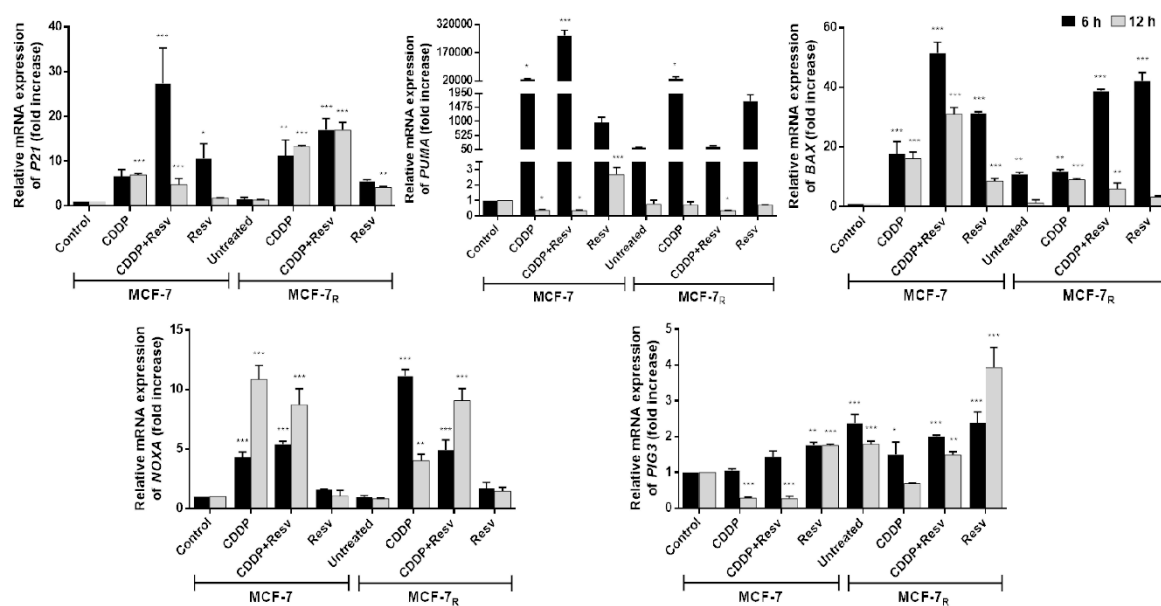 Relative mRNA expression
of P21 (fold increase)
40
30
20
10
0
*
***
***
***
**
***
***
***
**
Control
CDDP
CDDP+Resv
Resv
Untreated
CDDP
CDDP+Resv
Resv
MCF-7
MCF-7R
Relative mRNA expression
of PUMA (fold increase)
320000
170000
20000
1950
1475
1000
525
50
3
2
1
0
*
*
***
*
***
*
*
Control
CDDP
CDDP+Resv
Resv
Untreated
CDDP
CDDP+Resv
Resv
MCF-7
MCF-7R
Relative mRNA expression
of BAX (fold increase)
60
40
20
0
6 h
12 h
***
***
***
***
***
***
**
**
***
***
**
***
Control
CDDP
CDDP+Resv
Resv
Untreated
CDDP
CDDP+Resv
Resv
MCF-7
MCF-7R
Relative mRNA expression
of NOXA (fold increase)
15
10
5
0
***
***
***
***
***
**
***
***
Control
CDDP
CDDP+Resv
Resv
Untreated
CDDP
CDDP+Resv
Resv
MCF-7
MCF-7R
Relative mRNA expression
of PIG3 (fold increase)
5
4
3
2
1
0
***
***
**
***
***
***
*
***
**
***
***
Control
CDDP
CDDP+Resv
Resv
Untreated
CDDP
CDDP+Resv
Resv
MCF-7
MCF-7R